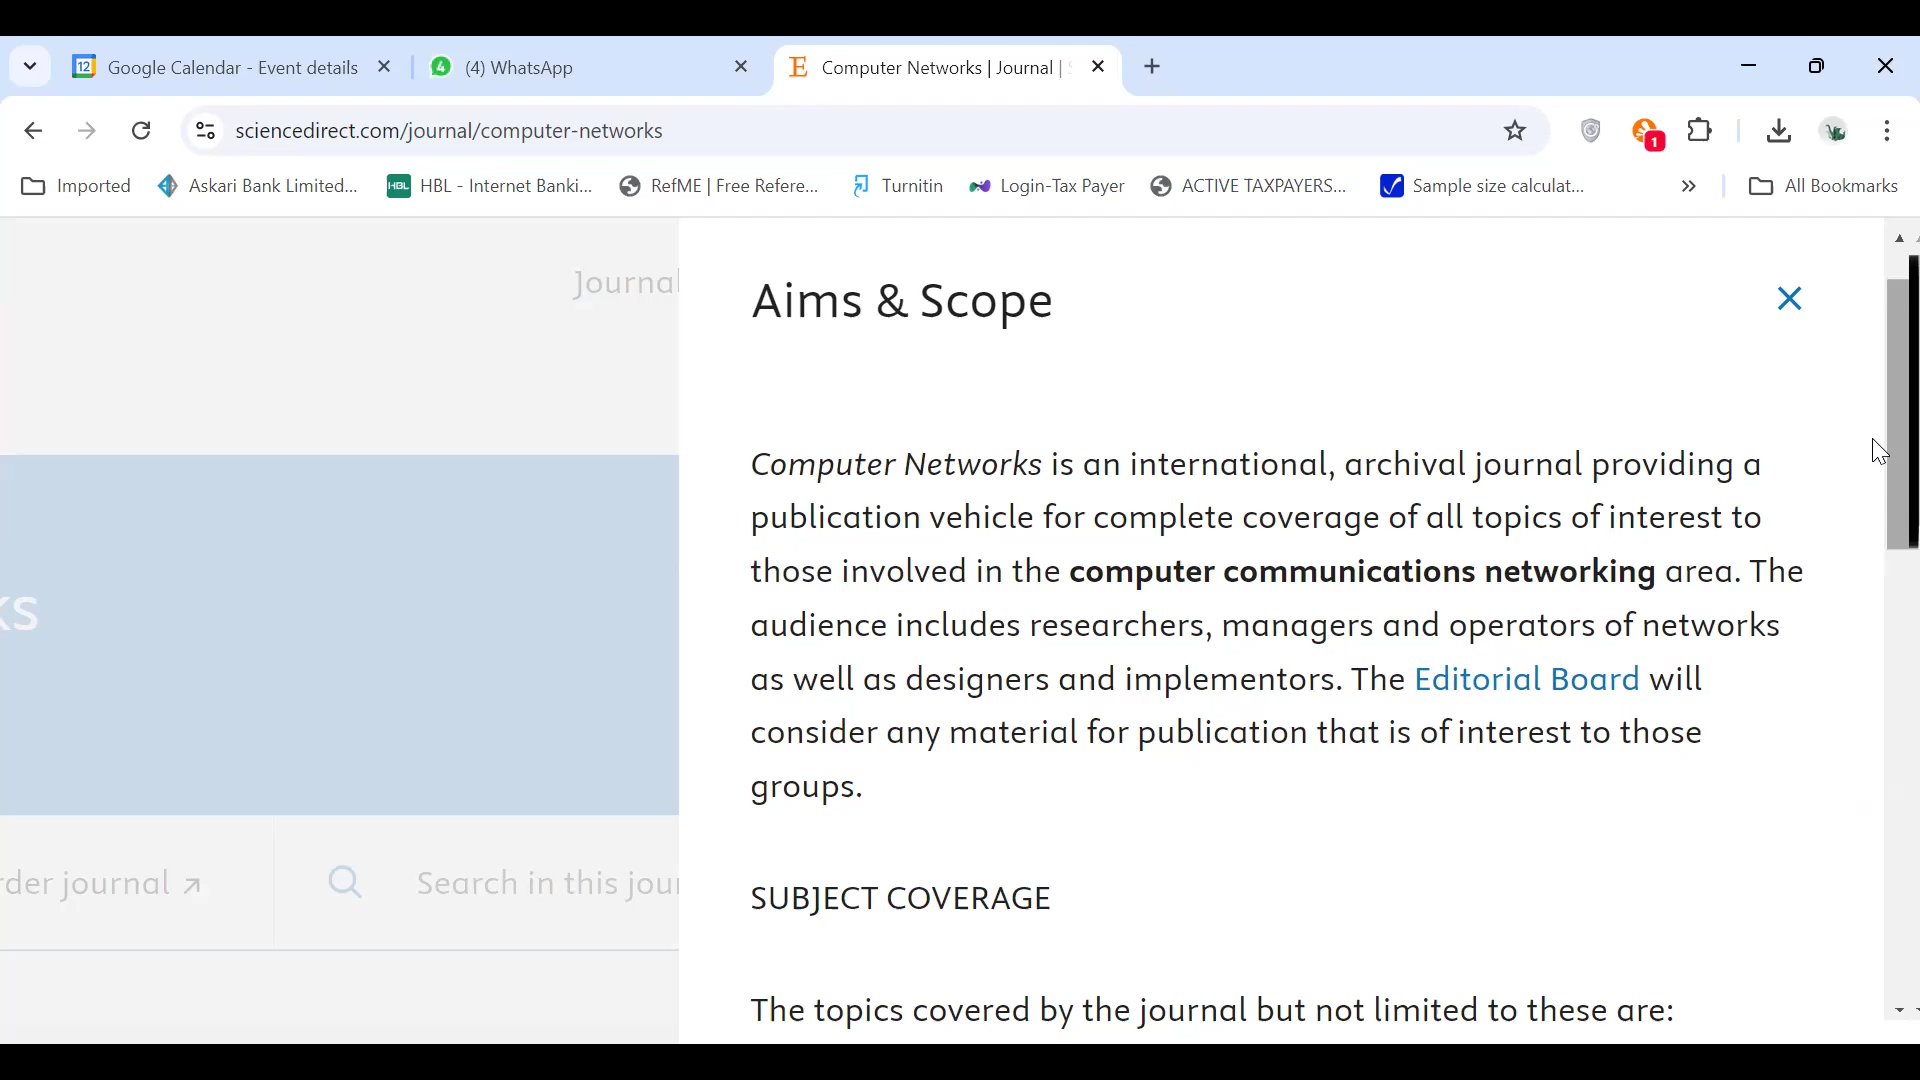 Google Calendar - Event details
(4) WhatsApp
Computer Networks | Journal |
sciencedirect.com/journal/computer-networks
1
Imported
Askari Bank Limited...
HBL - Internet Banki...
RefME | Free Refere...
Turnitin
Login-Tax Payer
ACTIVE TAXPAYERS...
Sample size calculat...
All Bookmarks
Journal
Aims & Scope
Computer Networks is an international, archival journal providing a
publication vehicle for complete coverage of all topics of interest to
those involved in the computer communications networking area. The
audience includes researchers, managers and operators of networks
as well as designers and implementors. The Editorial Board will
consider any material for publication that is of interest to those
groups.
ks
rder journal
Search in this jour
SUBJECT COVERAGE
The topics covered by the journal but not limited to these are: